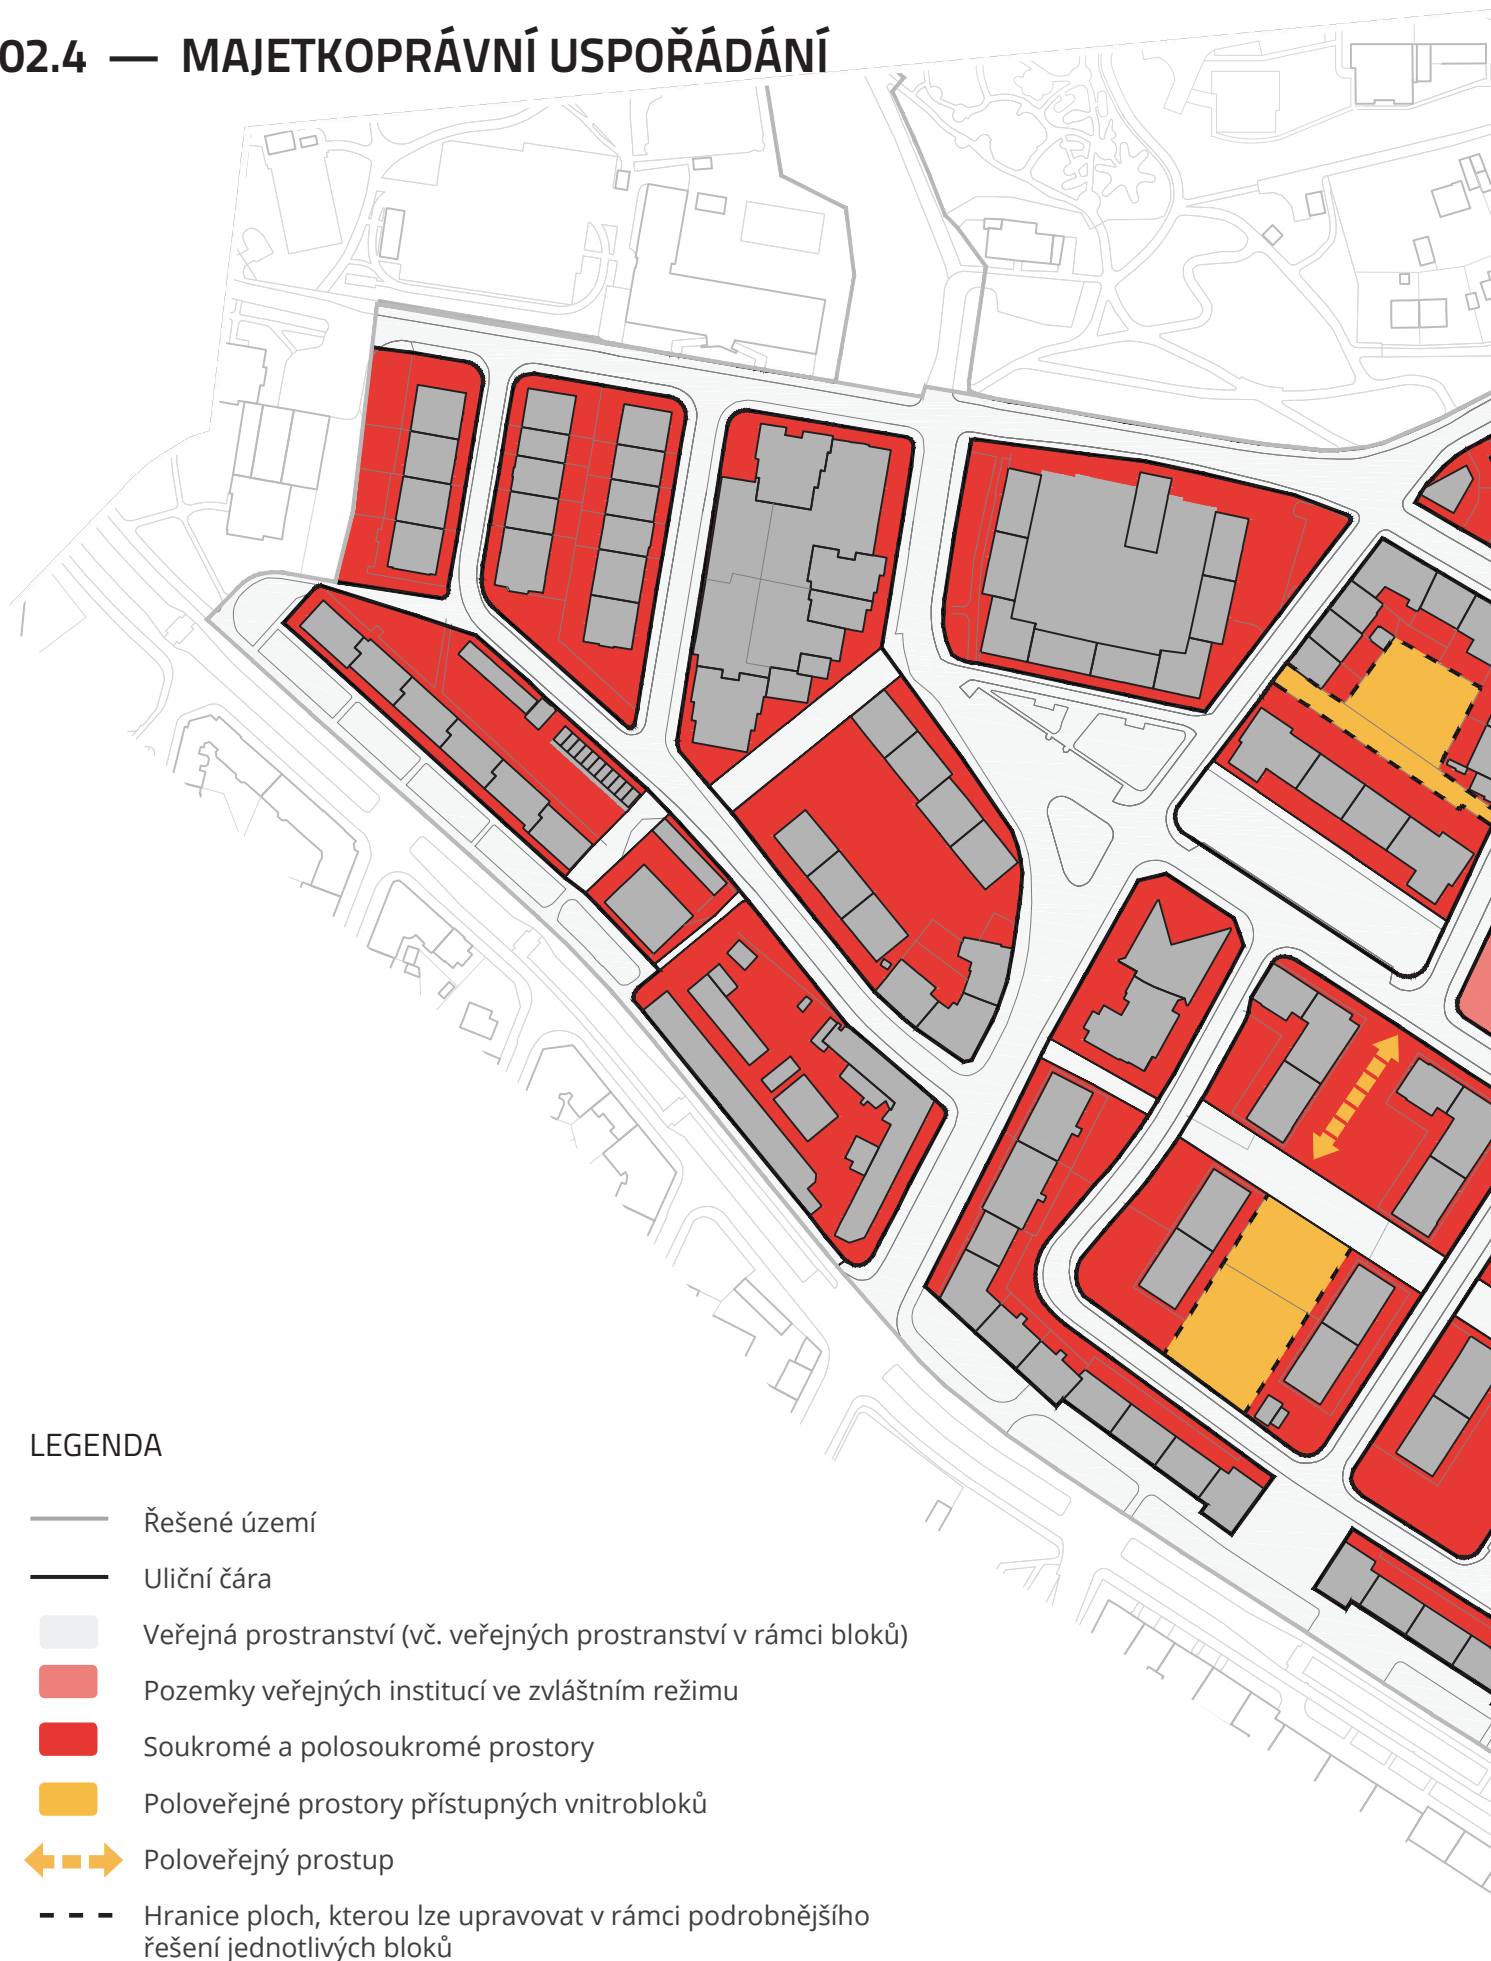 02.4 — MAJETKOPRÁVNÍ USPOŘÁDÁNÍ
LEGENDA
Řešené území
Uliční čára
Veřejná prostranství (vč. veřejných prostranství v rámci bloků)
Pozemky veřejných institucí ve zvláštním režimu
Soukromé a polosoukromé prostory
Poloveřejné prostory přístupných vnitrobloků
Poloveřejný prostup
Hranice ploch, kterou lze upravovat v rámci podrobnějšího
řešení jednotlivých bloků